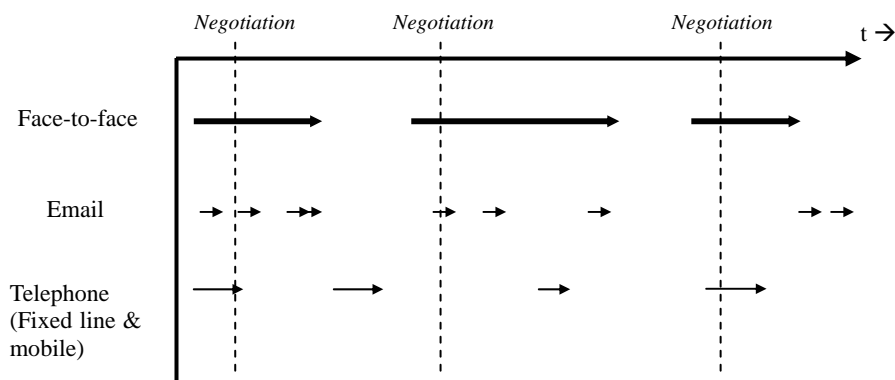 Negotiation Negotiation Negotiation
t →
Face-to-face
Email
Telephone
(Fixed line &
mobile)